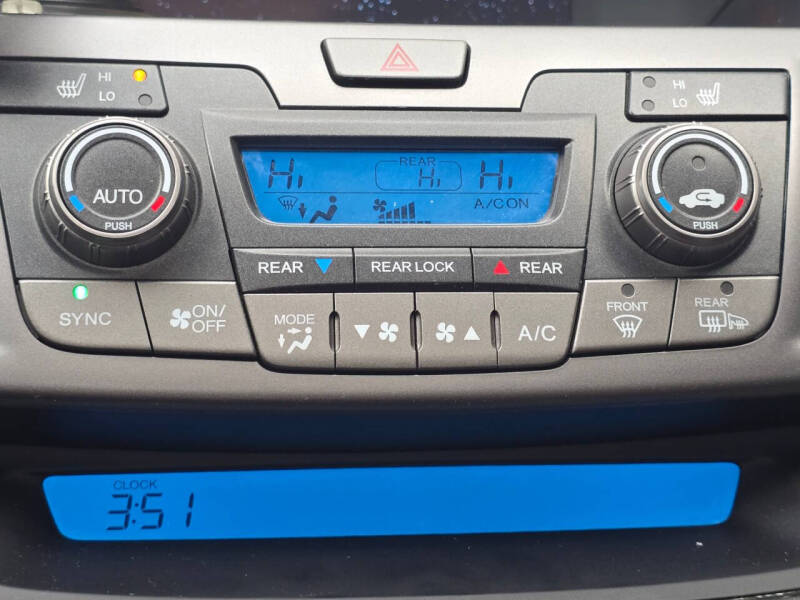 HI
LO
HI
LO
AUTO
PUSH
REAR
Hi
Hi
Hi
A/C ON
PUSH
REAR
REAR LOCK
REAR
SYNC
ON/
OFF
MODE
A/C
FRONT
REAR
CLOCK
3:51